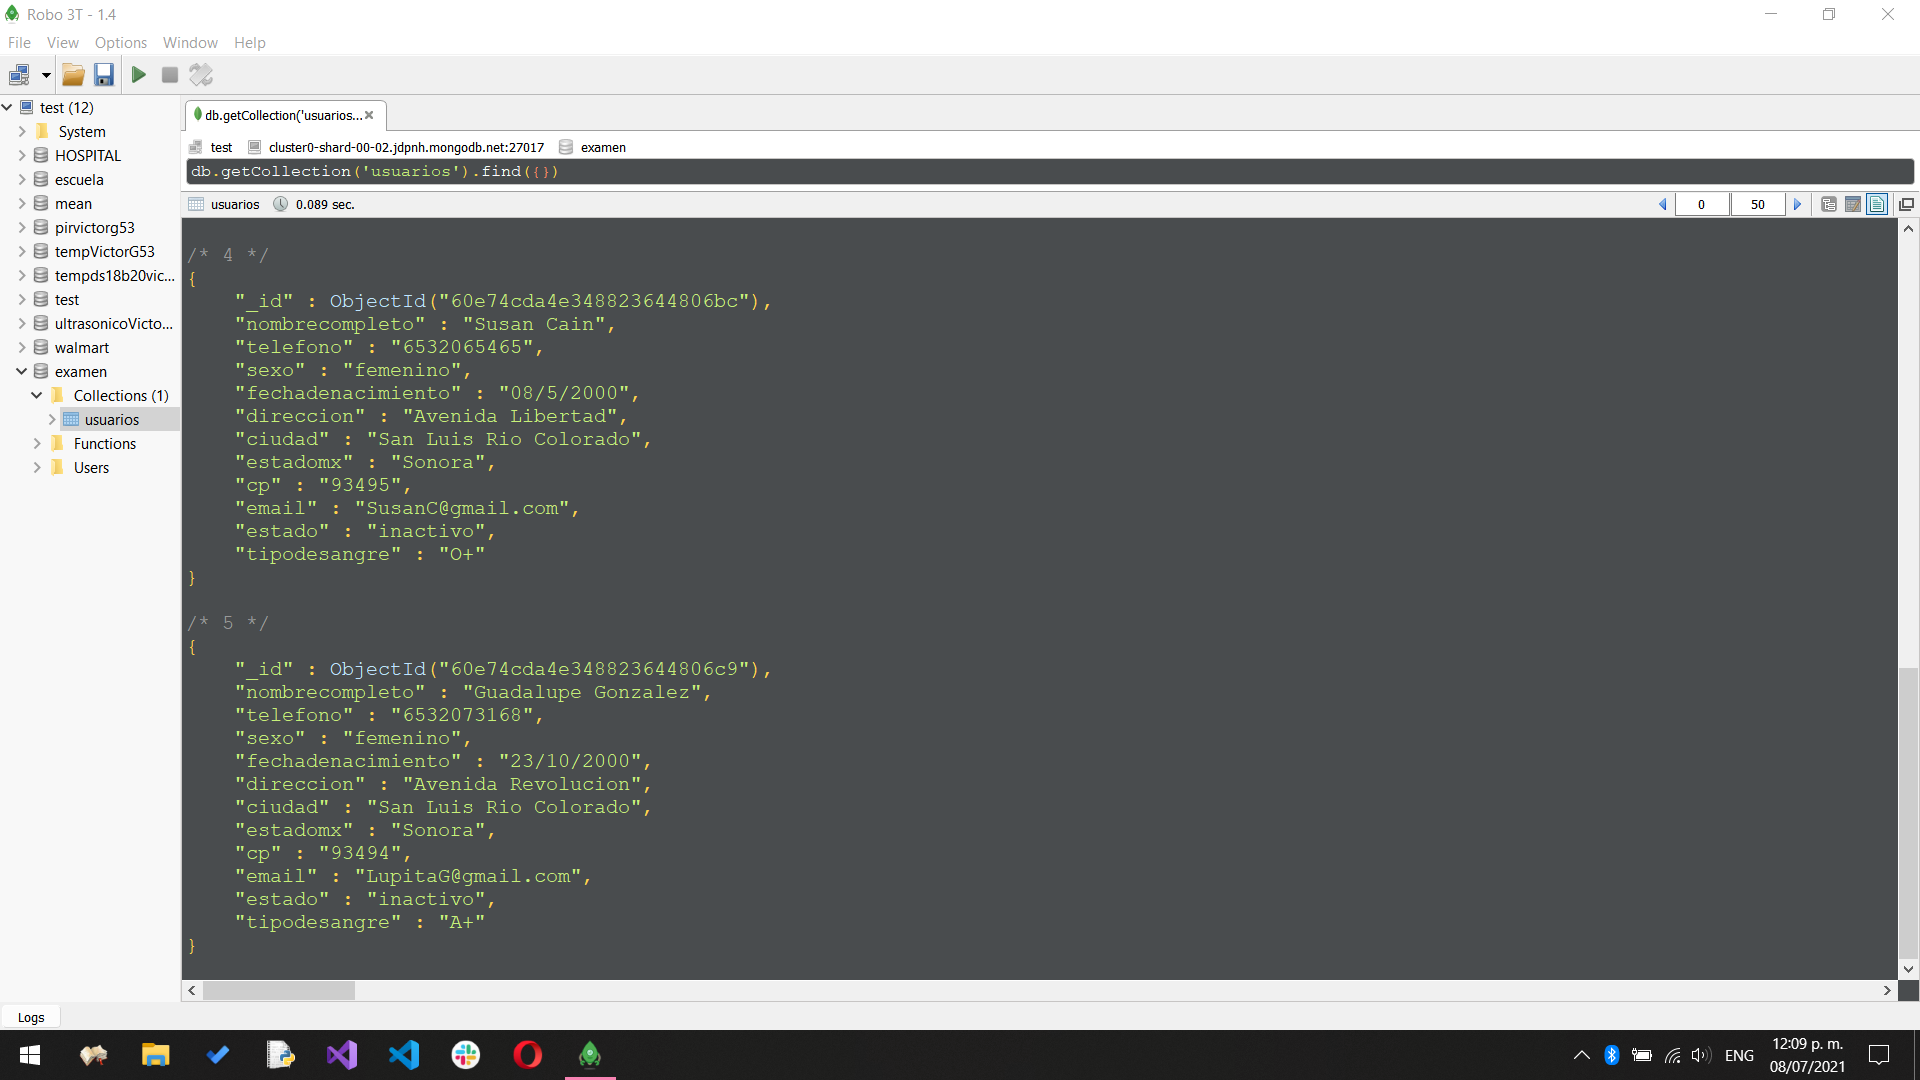 Robo 3T - 1.4
File View Options Window Help
test (12)
System
HOSPITAL
escuela
mean
pirvictorg53
tempVictorG53
tempds18b20vic...
test
ultrasonicoVicto...
walmart
examen
Collections (1)
usuarios
Functions
Users
db.getCollection('usuarios...
test cluster0-shard-00-02.jdpnh.mongodb.net:27017 examen
db.getCollection('usuarios').find({})
usuarios 0.089 sec. 0 50
/* 4 */
{
"_id" : ObjectId("60e74cda4e348823644806bc"),
"nombrecompleto" : "Susan Cain",
"telefono" : "6532065465",
"sexo" : "femenino",
"fechadenacimiento" : "08/5/2000",
"direccion" : "Avenida Libertad",
"ciudad" : "San Luis Rio Colorado",
"estadomx" : "Sonora",
"cp" : "93495",
"email" : "SusanC@gmail.com",
"estado" : "inactivo",
"tipodesangre" : "O+"
}
/* 5 */
{
"_id" : ObjectId("60e74cda4e348823644806c9"),
"nombrecompleto" : "Guadalupe Gonzalez",
"telefono" : "6532073168",
"sexo" : "femenino",
"fechadenacimiento" : "23/10/2000",
"direccion" : "Avenida Revolucion",
"ciudad" : "San Luis Rio Colorado",
"estadomx" : "Sonora",
"cp" : "93494",
"email" : "LupitaG@gmail.com",
"estado" : "inactivo",
"tipodesangre" : "A+"
}
Logs
ENG
12:09 p. m.
08/07/2021